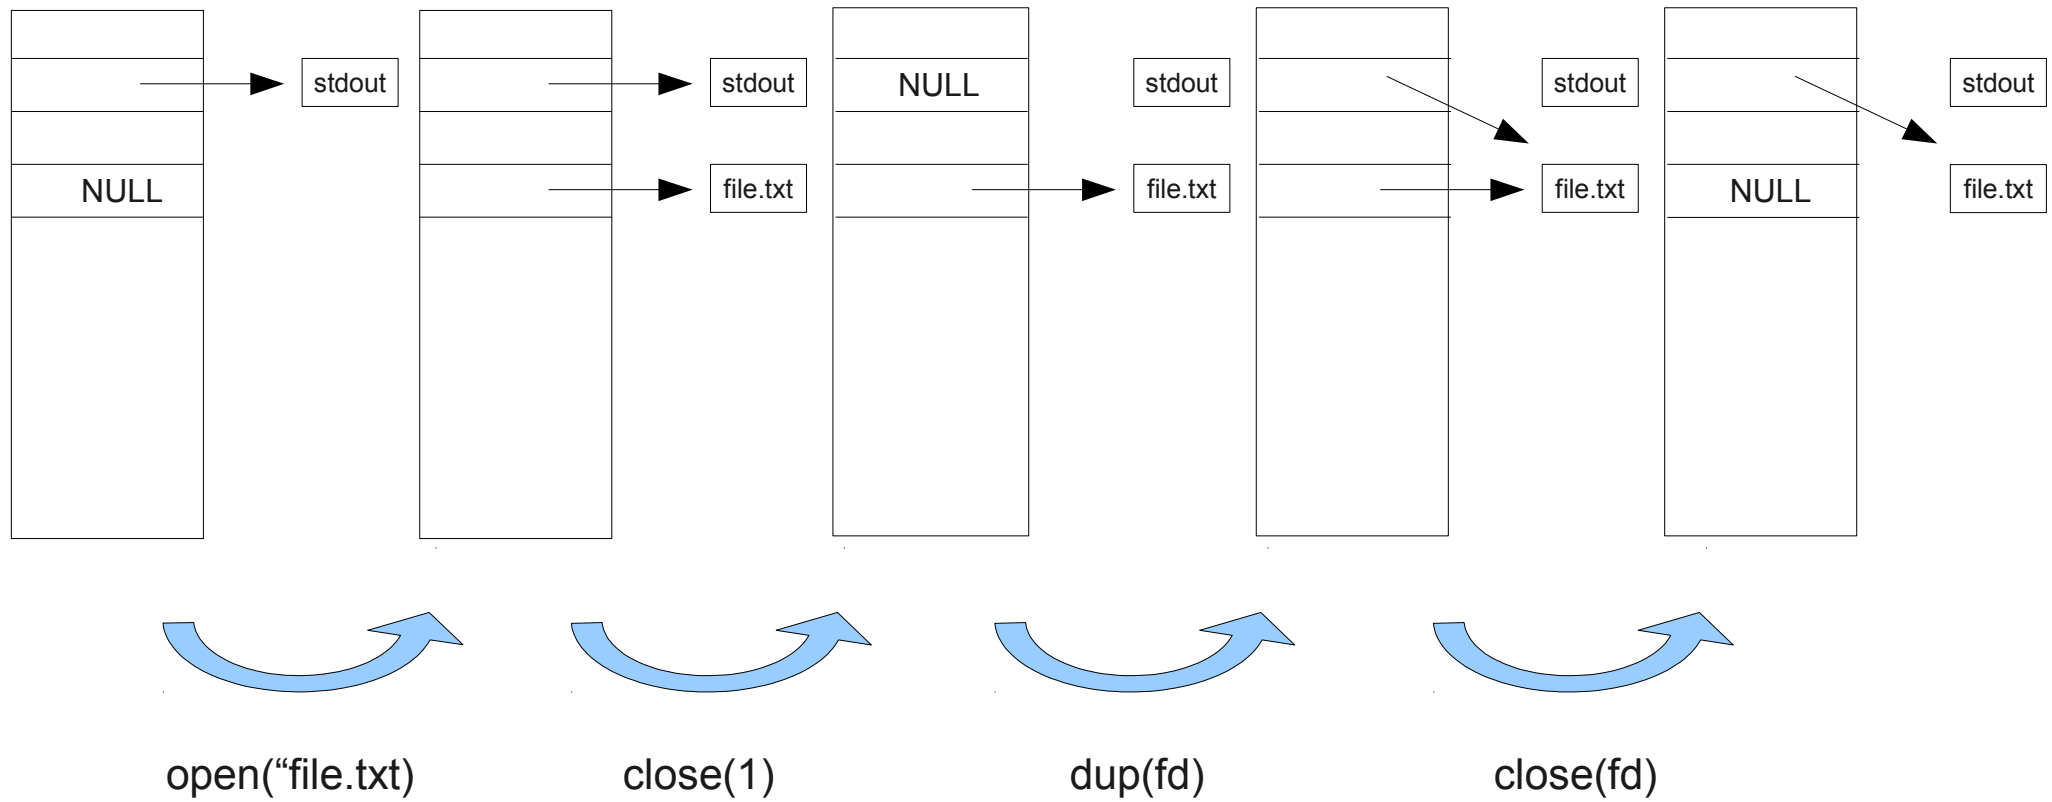 stdout
stdout
NULL
stdout
stdout
stdout
NULL
file.txt
file.txt
file.txt
NULL
file.txt
open(“file.txt)
close(1)
dup(fd)
close(fd)